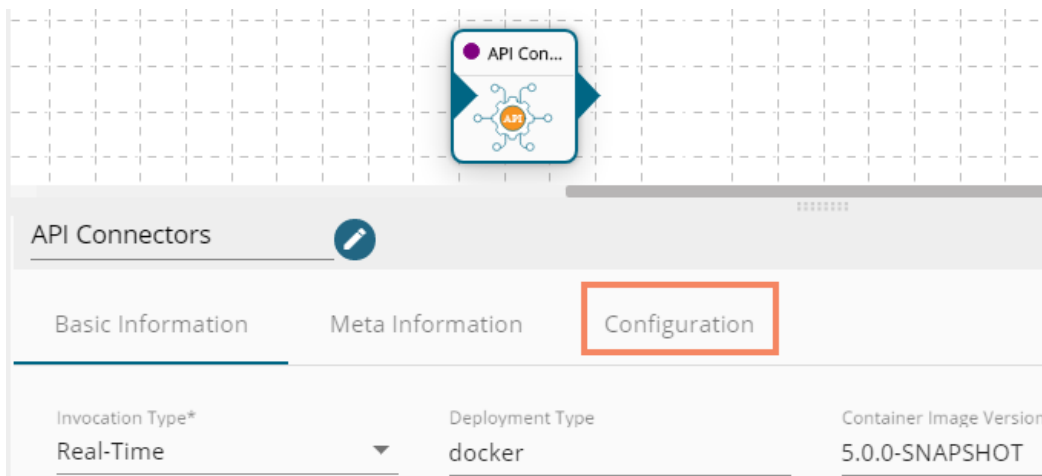 API Con...
API
API Connectors
Basic Information Meta Information Configuration
Invocation Type* Deployment Type Container Image Version
Real-Time docker 5.0.0-SNAPSHOT